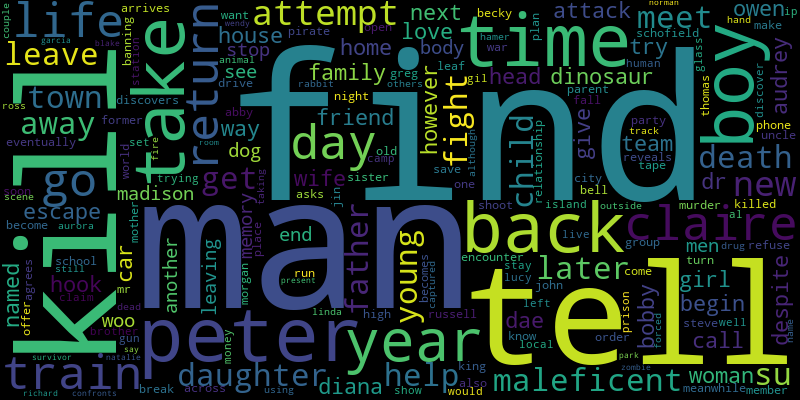 find
man
tell
kill
time
back
boy
take
peter
year
go
train
life
day
claire
return
away
town
leave
attempt
later
maleficent
daughter
help
young
father
child
fight
meet
death
new
su
kill
get
madison
escape
hook
car
woo
end
wife
friend
family
home
house
stop
see
way
dog
love
next
body
however
head
dinosaur
attack
owen
try
audrey
give
team
dr
men
girl
begin
call
despite
woman
bobby
dae
diana
memory
leaving
another
named
offer
mr
school
become
aurora
still
claim
agrees
mother
brother
gun
say
natalie
dead
survivor
richard
confronts
break
across
using
money
linda
present
run
morgan
place
taking
asks
sister
jin
camp
old
night
rabbit
animal
drive
abby
greg
gil
leaf
others
save
one
although
parent
relationship
city
bell
fall
human
schofield
plan
war
hamer
becky
want
open
pirate
wendy
arrives
banning
station
discovers
former
set
trying
fire
room
world
eventually
soon
scene
ross
garcia
couple
blake
norman
ip
make
hand
glass
discover
thomas
phone
uncle
party
track
tape
reveals
killed
murder
al
shoot
island
outside
live
group
drug
refuse
encounter
stay
lucy
john
left
know
local
order
prison
come
turn
forced
steve
well
park
zombie
meanwhile
member
name
king
also
would
show
high
russell
becomes
captured